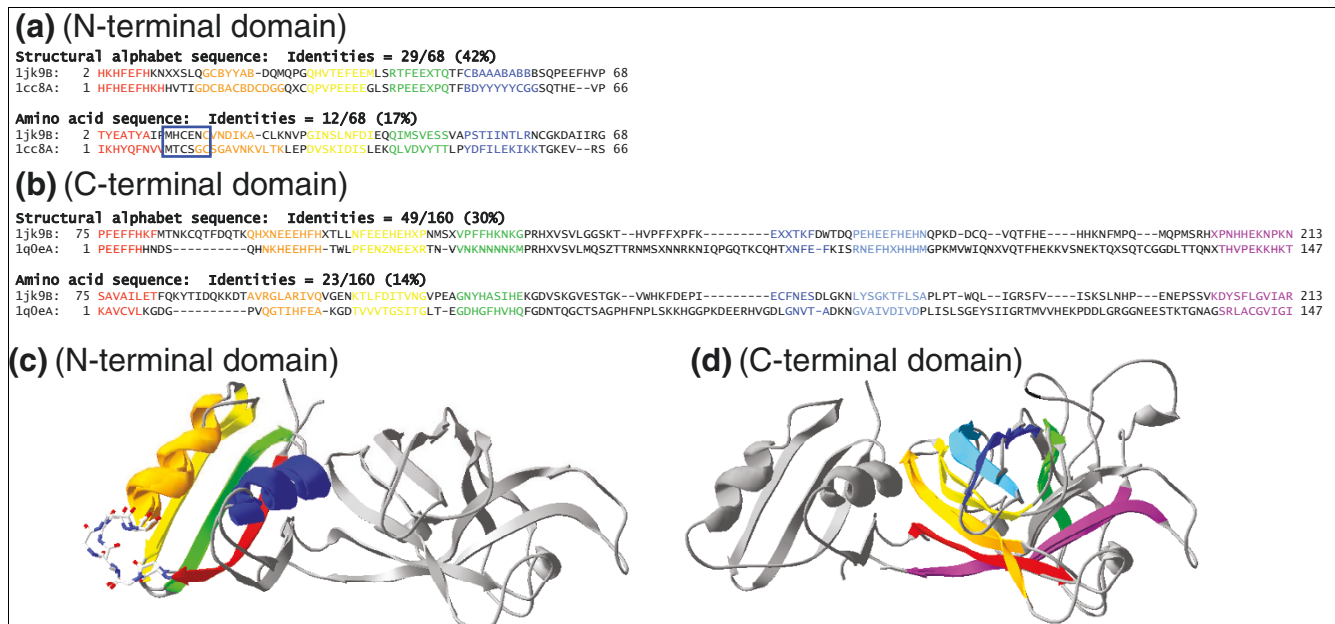 (a) (N-terminal domain)
Structural alphabet sequence: Identities = 29/68 (42%)
1jk9B: 2 HKHFEFHKNXXSLQGCBYYAB-DQMQPGQHVTEFEEMLSRTFEEXTQTFCBAAABABBBSQPEEFHVP 68
1cc8A: 1 HFHEEFHKHHVTIGDCBACBDCDGGQXCQPVPEEEEGLSRPEEEXPQTFBDYYYYYCGGSQTHE--VP 66
Amino acid sequence: Identities = 12/68 (17%)
1jk9B: 2 TYEATYAIPMHCENCVNDIKA-CLKNVPGINSLNFDIEQQIMSVESSVAPSTIINTLRNCGKDAIIRG 68
1cc8A: 1 IKHYQFNVVMTCSGCSGAVNKVLTKLEPDVSKIDISLEKQLVDVYTTLPYDFILEKIKKTGKEV--RS 66
(b) (C-terminal domain)
Structural alphabet sequence: Identities = 49/160 (30%)
1jk9B: 75 PFEFFHKFMTNKCQTFDQTKQHXNEEEHFHXTLLNFEEEHEHXPNMSXVPFFHKNKGPRHXVSVLGGSKT--HVPFFXPFK---------EXXTKFDWTDQPEHEEFHEHNQPKD-DCQ--VQTFHE---HHKNFMPQ---MQPMSRHXPNHHEKNPKN 213
1q0eA: 1 PEEFFHHNDS----------QHNKHEEHFH-TWLPFENZNEEXRTN-VVNKNNNNKMPRHXVSVLMQSZTTRNMSXNNRKNIQPGQTKCQHTXNFE-FKISRNEFHXHHHMGPKMVWIQNXVQTFHEKKVSNEKTQXSQTCGGDLTTQNXTHVPEKKHKT 147
Amino acid sequence: Identities = 23/160 (14%)
1jk9B: 75 SAVAILETFQKYTIDQKKDTAVRGLARIVQVGENKTLFDITVNGVPEAGNYHASIHEKGDVSKGVESTGK--VWHKFDEPI---------ECFNESDLGKNLYSGKTFLSAPLPT-WQL--IGRSFV---ISKSLNHP---ENEPSSVKDYSFLGVIAR 213
1q0eA: 1 KAVCVLKGDG----------PVQGTIHFEA-KGDTVVVTGSITGLT-EGDHGFHVHQFGDNTQGCTSAGPHFNPLSKKHGGPKDEERHVGDLGNVT-ADKNGVAIVDIVDPLISLSGEYSIIGRTMVVHEKPDDLGRGGNEESTKTGNAGSRLACGVIGI 147
(c) (N-terminal domain)
(d) (C-terminal domain)